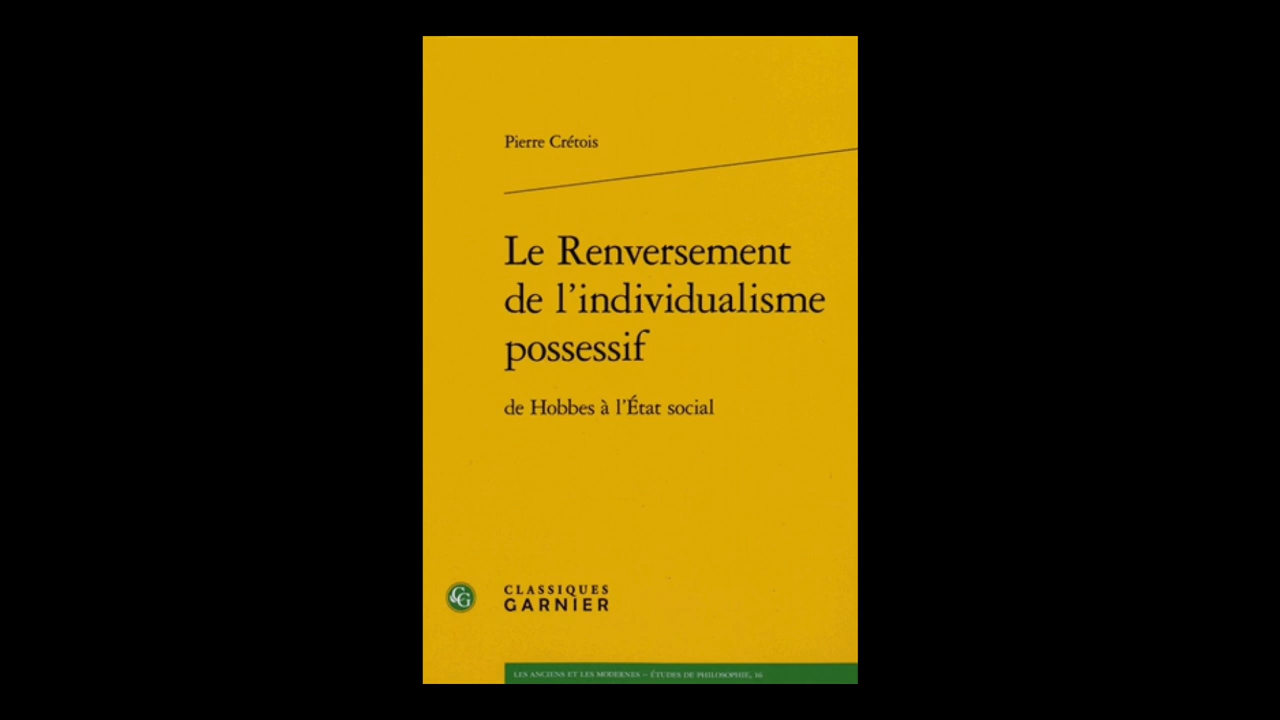 Pierre Crétois
Le Renversement
de l'individualisme
possessif
de Hobbes à l'État social
CG
CLASSIQUES
GARNIER
LES ANCIENS ET LES MODERNES – ÉTUDES DE PHILOSOPHIE, 16